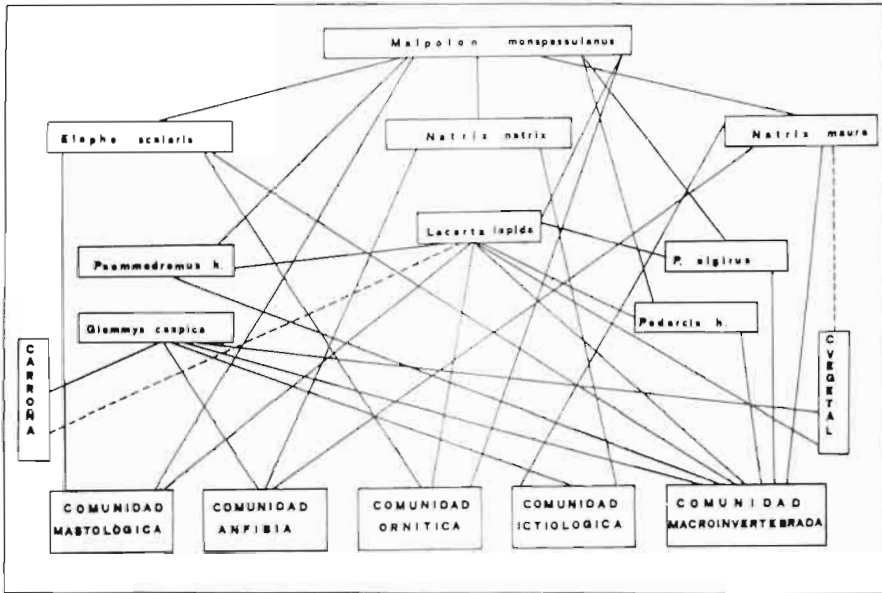 Malpolon monspessulanus
Elaphe scalaris
Natrix natrix
Natrix maura
Lacerta lepida
Psammodromus h.
P. algirus
Podarcis h.
Clemmys caspica
CARROÑA
C VEGETAL
COMUNIDAD
MASTOLÒGICA
COMUNIDAD
ANFIBIA
COMUNIDAD
ORNITICA
COMUNIDAD
ICTIOLOGICA
COMUNIDAD
MACROINVERTEBRADA